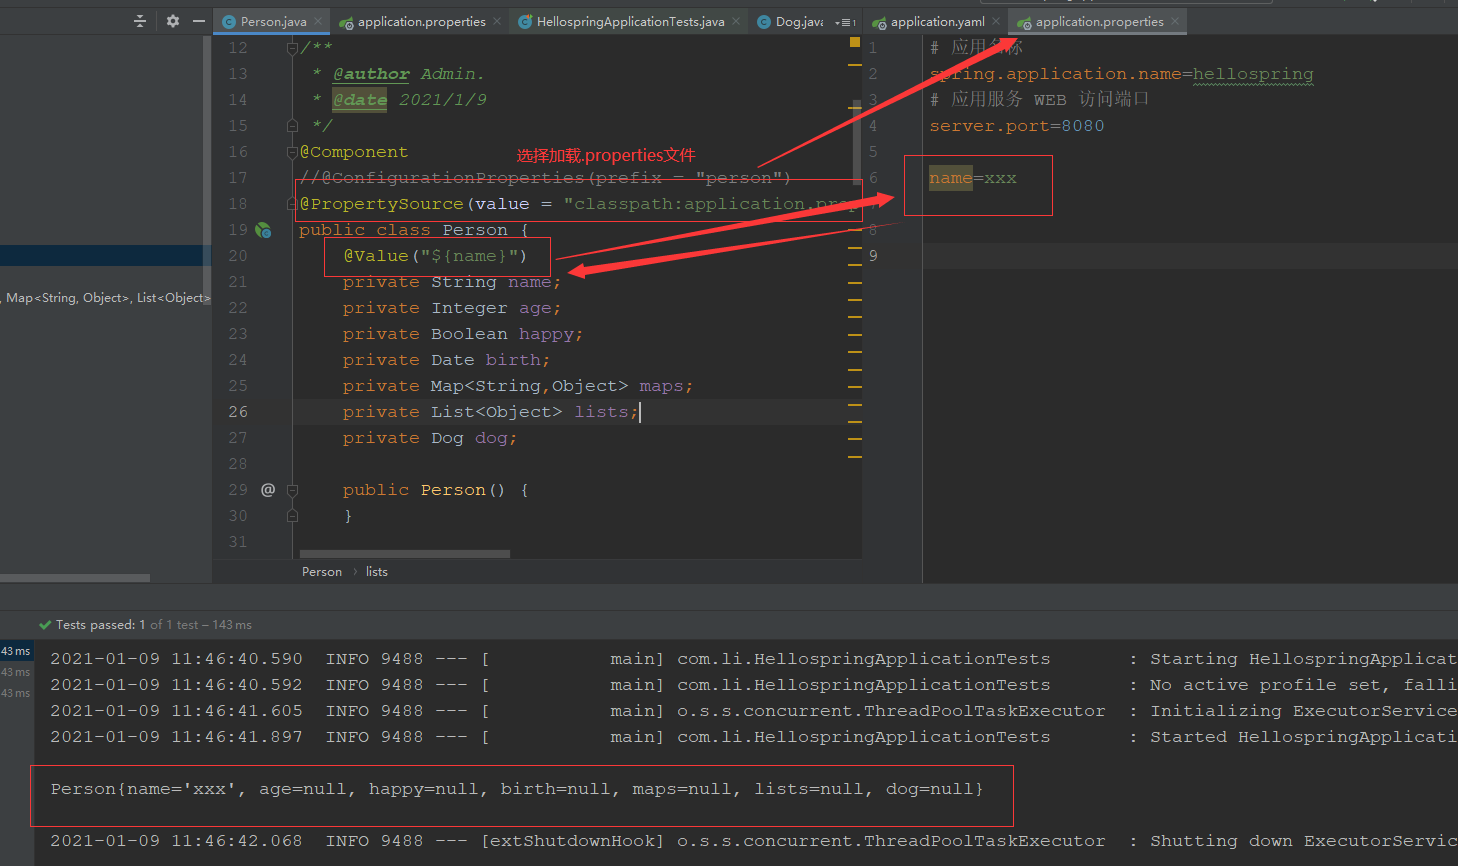 Person.java
application.properties
HellospringApplicationTests.java
Dog.java
application.yaml
application.properties
, Map<String, Object>, List<Object>
12 /**
13 * @author Admin.
14 * @date 2021/1/9
15 */
16 @Component
选择加载.properties文件
17 //@ConfigurationProperties(prefix = "person")
18 @PropertySource(value = "classpath:application.prop
19 public class Person {
20 @Value("${name}")
21 private String name;
22 private Integer age;
23 private Boolean happy;
24 private Date birth;
25 private Map<String,Object> maps;
26 private List<Object> lists;
27 private Dog dog;
28
29 @ public Person() {
30 }
31
Person › lists
1 # 应用名称
2 spring.application.name=hellospring
3 # 应用服务 WEB 访问端口
4 server.port=8080
5
6 name=xxx
7
8
9
Tests passed: 1 of 1 test – 143 ms
43 ms
43 ms
43 ms
2021-01-09 11:46:40.590 INFO 9488 --- [ main] com.li.HellospringApplicationTests : Starting HellospringApplicat
2021-01-09 11:46:40.592 INFO 9488 --- [ main] com.li.HellospringApplicationTests : No active profile set, falli
2021-01-09 11:46:41.605 INFO 9488 --- [ main] o.s.s.concurrent.ThreadPoolTaskExecutor : Initializing ExecutorService
2021-01-09 11:46:41.897 INFO 9488 --- [ main] com.li.HellospringApplicationTests : Started HellospringApplicati
Person{name='xxx', age=null, happy=null, birth=null, maps=null, lists=null, dog=null}
2021-01-09 11:46:42.068 INFO 9488 --- [extShutdownHook] o.s.s.concurrent.ThreadPoolTaskExecutor : Shutting down ExecutorServic